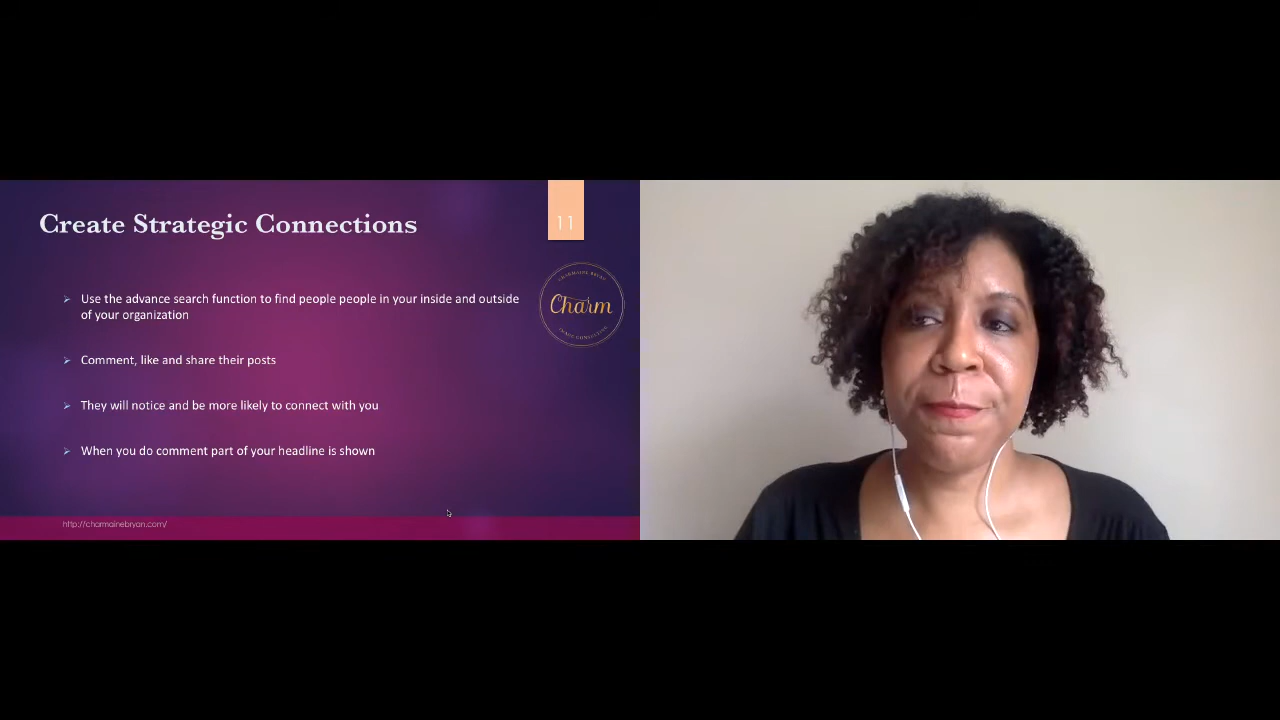 Create Strategic Connections
11
Use the advance search function to find people people in your inside and outside
of your organization
CHARMAINE BRYAN
Charm
Comment, like and share their posts
They will notice and be more likely to connect with you
When you do comment part of your headline is shown
http://charmainebryan.com/